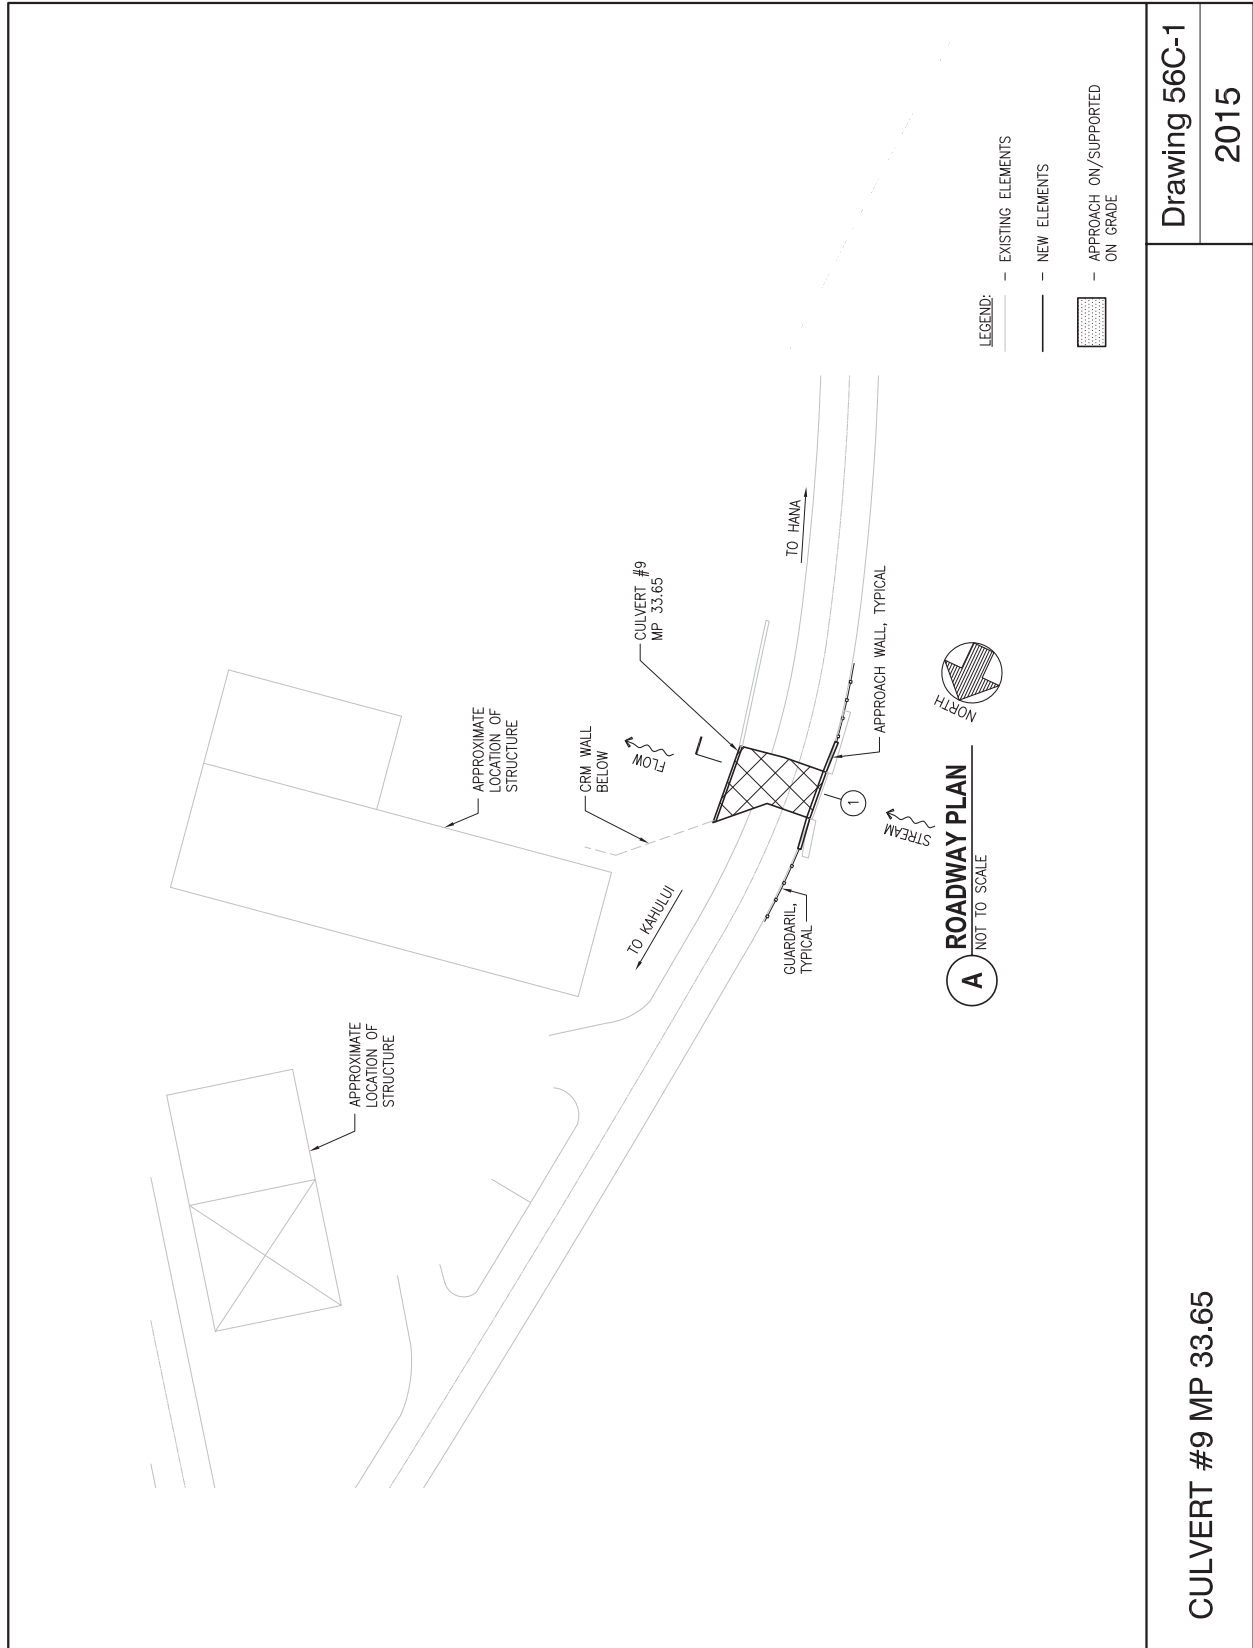 APPROXIMATE
LOCATION OF
STRUCTURE
APPROXIMATE
LOCATION OF
STRUCTURE
CRM WALL
BELOW
FLOW
CULVERT #9
MP 33.65
TO KAHULUI
TO HANA
GUARDARIL,
TYPICAL
1
APPROACH WALL, TYPICAL
STREAM
NORTH
A
ROADWAY PLAN
NOT TO SCALE
LEGEND:
- EXISTING ELEMENTS
- NEW ELEMENTS
- APPROACH ON/SUPPORTED
ON GRADE
CULVERT #9 MP 33.65
Drawing 56C-1
2015